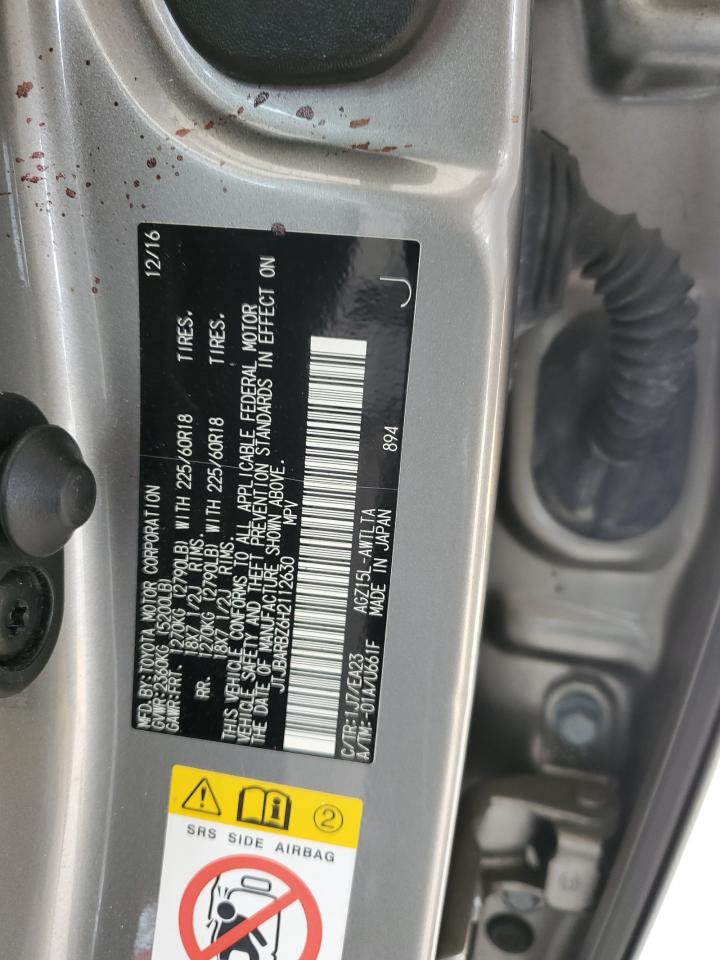 MFD. BY: TOYOTA MOTOR CORPORATION 12/16
GVWR: 2360KG (5200LB)
GAWR-FRT. 1270KG (2790LB) WITH 225/60R18 TIRES.
18X7 1/2J RIMS.
RR. 1270KG (2790LB) WITH 225/60R18 TIRES.
18X7 1/2J RIMS.
THIS VEHICLE CONFORMS TO ALL APPLICABLE FEDERAL MOTOR
VEHICLE SAFETY AND THEFT PREVENTION STANDARDS IN EFFECT ON
THE DATE OF MANUFACTURE SHOWN ABOVE.
JTJBARBZ6H2112630 MPV
C/TR:1J7/EA23 AGZ15L-AWTLTA
A/TM:-01A/U661F MADE IN JAPAN 894
J
2
SRS SIDE AIRBAG